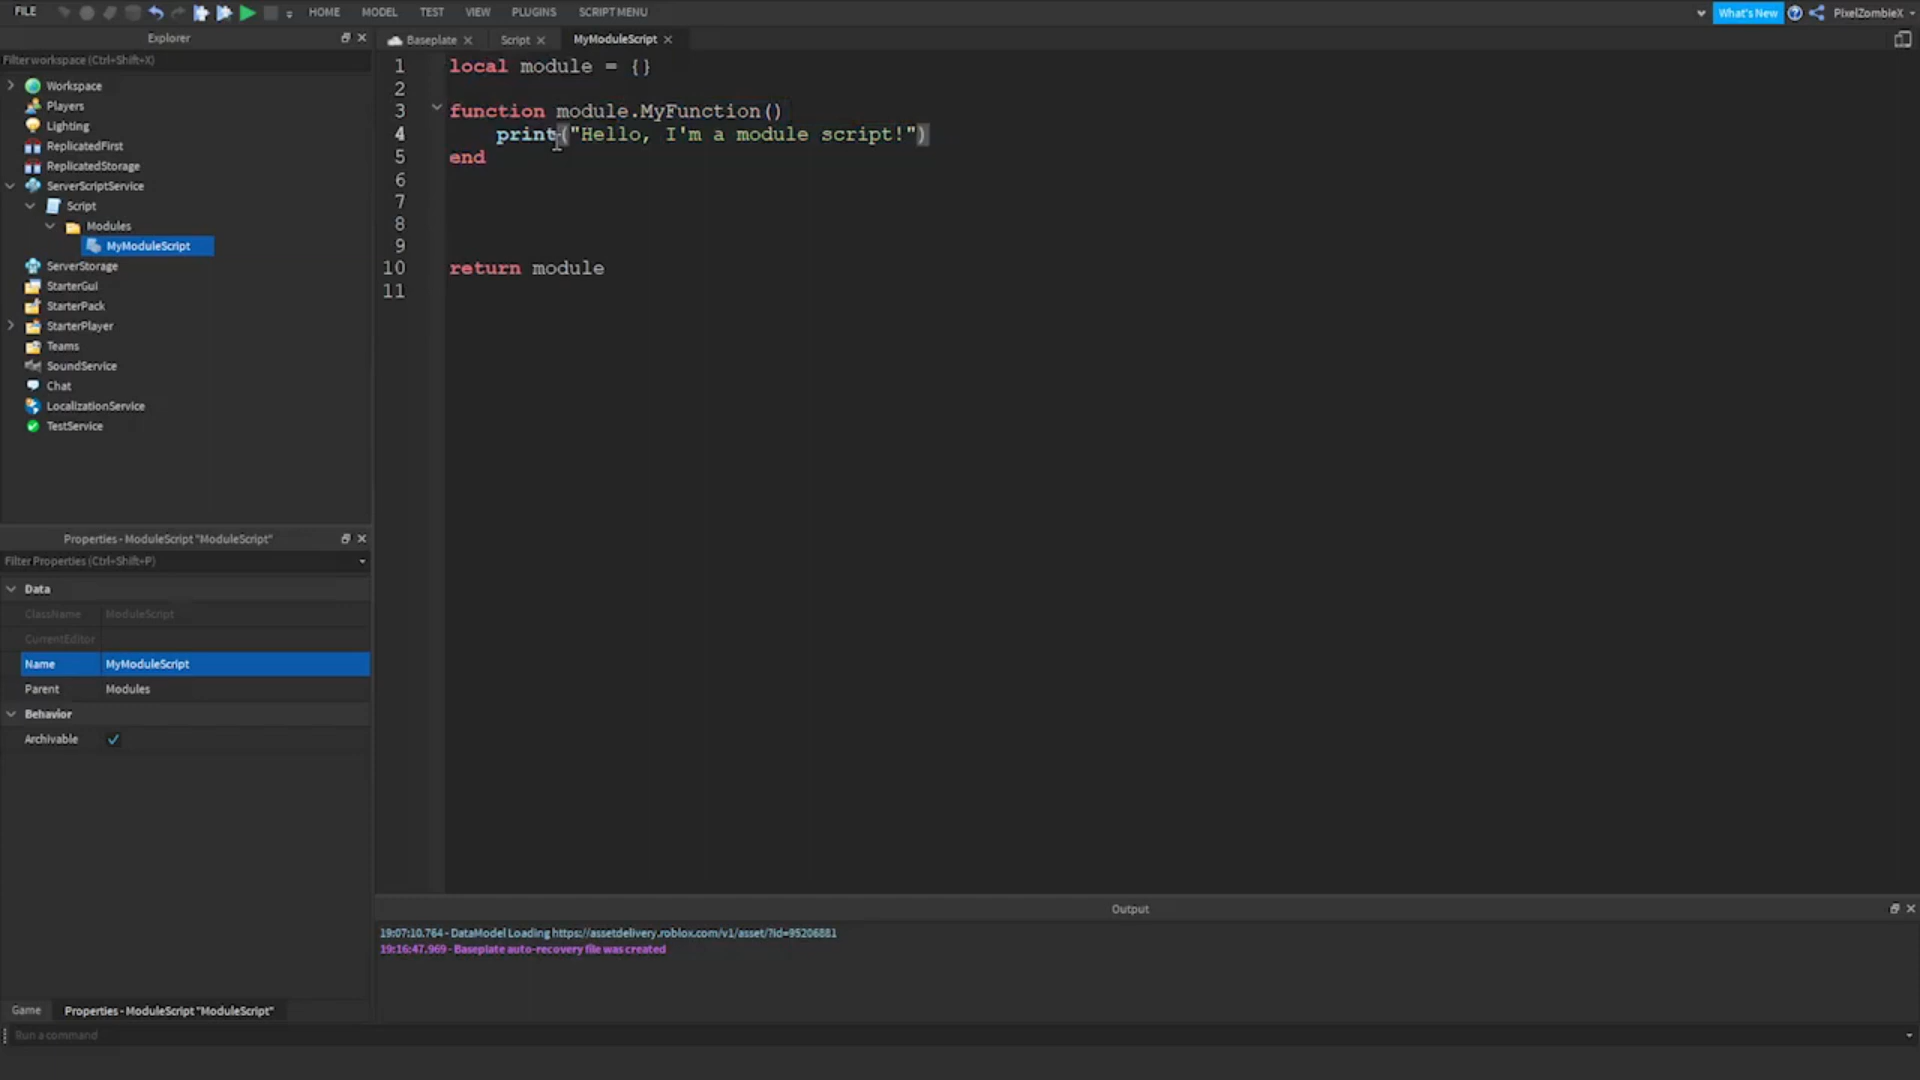 FILE HOME MODEL TEST VIEW PLUGINS SCRIPT MENU What's New PixelZombieX
Explorer
Filter workspace (Ctrl+Shift+X)
Workspace
Players
Lighting
ReplicatedFirst
ReplicatedStorage
ServerScriptService
Script
Modules
MyModuleScript
ServerStorage
StarterGui
StarterPack
StarterPlayer
Teams
SoundService
Chat
LocalizationService
TestService
Properties - ModuleScript "ModuleScript"
Filter Properties (Ctrl+Shift+P)
Data
ClassName ModuleScript
CurrentEditor
Name MyModuleScript
Parent Modules
Behavior
Archivable
Game Properties - ModuleScript "ModuleScript"
Run a command
Baseplate Script MyModuleScript
1 local module = {}
2
3 function module.MyFunction()
4 print("Hello, I'm a module script!")
5 end
6
7
8
9
10 return module
11
Output
19:07:10.764 - DataModel Loading https://assetdelivery.roblox.com/v1/asset/?id=95206881
19:16:47.969 - Baseplate auto-recovery file was created